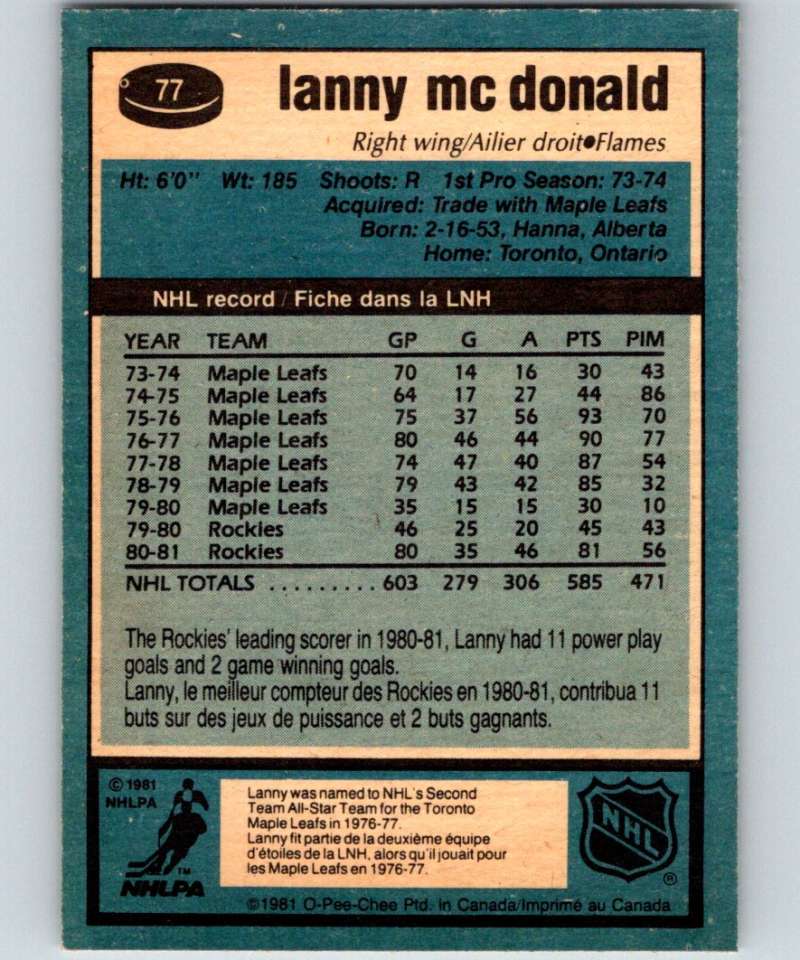 77
lanny mc donald
Right wing/Ailier droit•Flames
Ht: 6'0" Wt: 185 Shoots: R 1st Pro Season: 73-74
Acquired: Trade with Maple Leafs
Born: 2-16-53, Hanna, Alberta
Home: Toronto, Ontario
NHL record / Fiche dans la LNH
YEAR TEAM GP G A PTS PIM
73-74 Maple Leafs 70 14 16 30 43
74-75 Maple Leafs 64 17 27 44 86
75-76 Maple Leafs 75 37 56 93 70
76-77 Maple Leafs 80 46 44 90 77
77-78 Maple Leafs 74 47 40 87 54
78-79 Maple Leafs 79 43 42 85 32
79-80 Maple Leafs 35 15 15 30 10
79-80 Rockies 46 25 20 45 43
80-81 Rockies 80 35 46 81 56
NHL TOTALS ......... 603 279 306 585 471
The Rockies' leading scorer in 1980-81, Lanny had 11 power play
goals and 2 game winning goals.
Lanny, le meilleur compteur des Rockies en 1980-81, contribua 11
buts sur des jeux de puissance et 2 buts gagnants.
© 1981
NHLPA
TM
NHLPA
Lanny was named to NHL's Second
Team All-Star Team for the Toronto
Maple Leafs in 1976-77.
Lanny fit partie de la deuxième équipe
d'étoiles de la LNH, alors qu'il jouait pour
les Maple Leafs en 1976-77.
NHL
®
©1981 O-Pee-Chee Ptd. in Canada/Imprimé au Canada